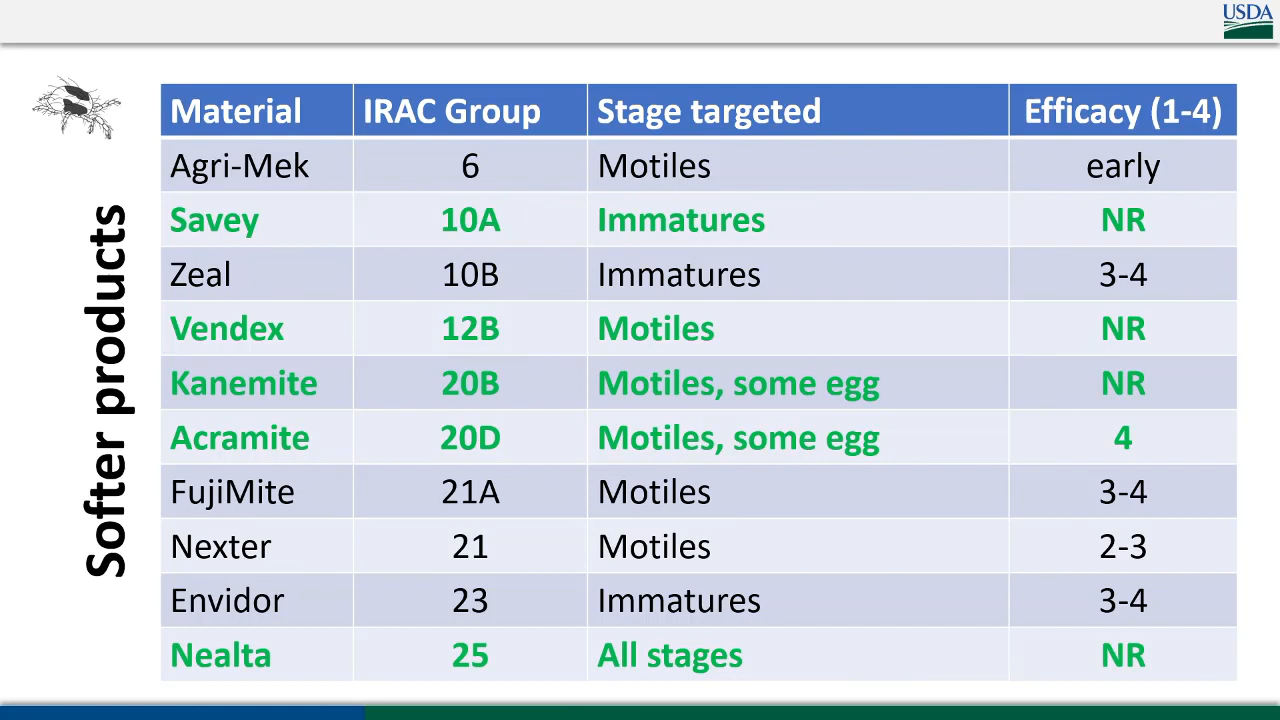 USDA
Softer products
Material IRAC Group Stage targeted Efficacy (1-4)
Agri-Mek 6 Motiles early
Savey 10A Immatures NR
Zeal 10B Immatures 3-4
Vendex 12B Motiles NR
Kanemite 20B Motiles, some egg NR
Acramite 20D Motiles, some egg 4
FujiMite 21A Motiles 3-4
Nexter 21 Motiles 2-3
Envidor 23 Immatures 3-4
Nealta 25 All stages NR